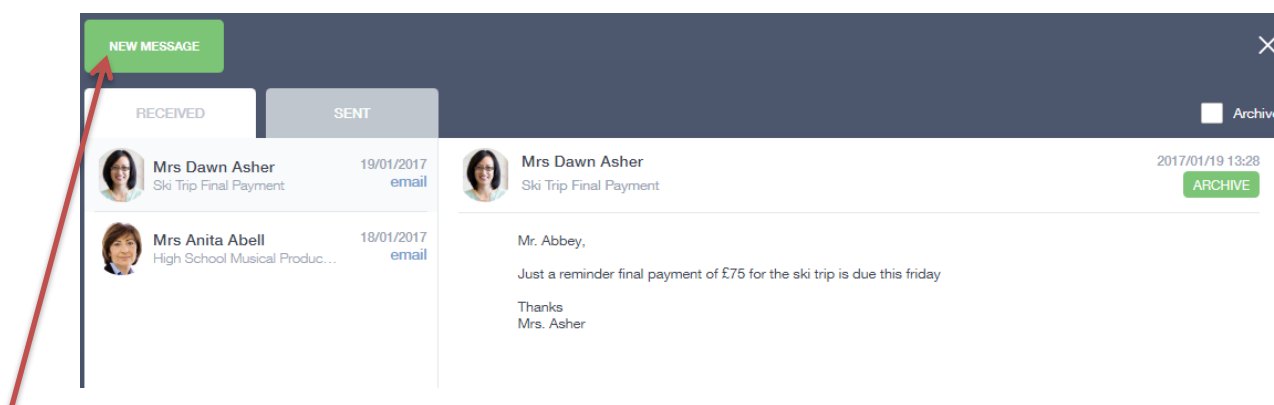 NEW MESSAGE
RECEIVED
SENT
Archive
Mrs Dawn Asher 19/01/2017
Ski Trip Final Payment email
Mrs Anita Abell 18/01/2017
High School Musical Produc... email
Mrs Dawn Asher 2017/01/19 13:28
Ski Trip Final Payment ARCHIVE
Mr. Abbey,
Just a reminder final payment of £75 for the ski trip is due this friday
Thanks
Mrs. Asher